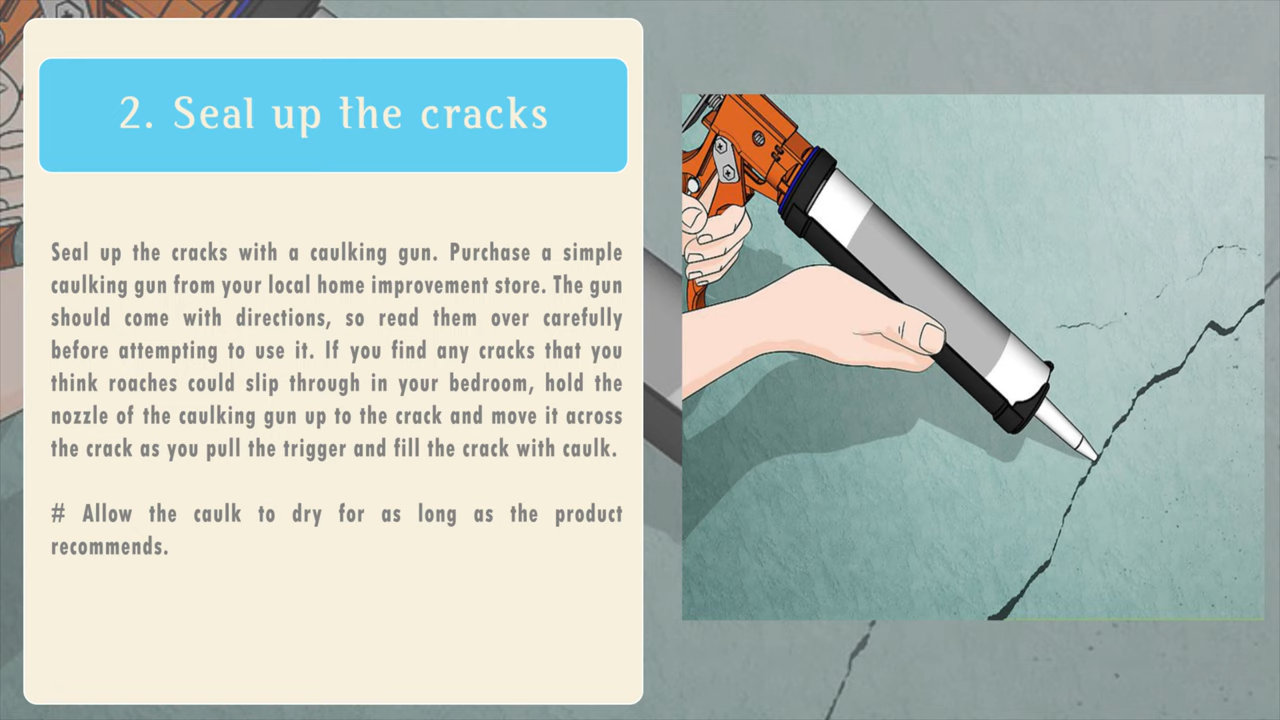 2. Seal up the cracks
Seal up the cracks with a caulking gun. Purchase a simple
caulking gun from your local home improvement store. The gun
should come with directions, so read them over carefully
before attempting to use it. If you find any cracks that you
think roaches could slip through in your bedroom, hold the
nozzle of the caulking gun up to the crack and move it across
the crack as you pull the trigger and fill the crack with caulk.
# Allow the caulk to dry for as long as the product
recommends.